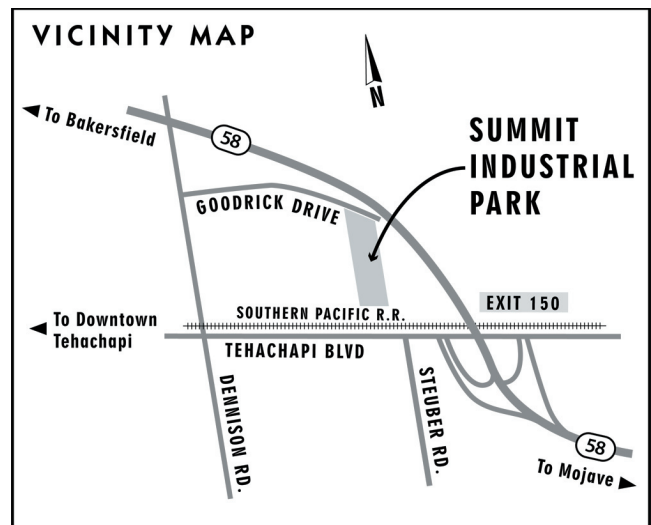 VICINITY MAP
N
To Bakersfield
58
SUMMIT
INDUSTRIAL
PARK
GOODRICK DRIVE
EXIT 150
SOUTHERN PACIFIC R.R.
To Downtown
Tehachapi
TEHACHAPI BLVD
DENNISON RD.
STEUBER RD.
58
To Mojave